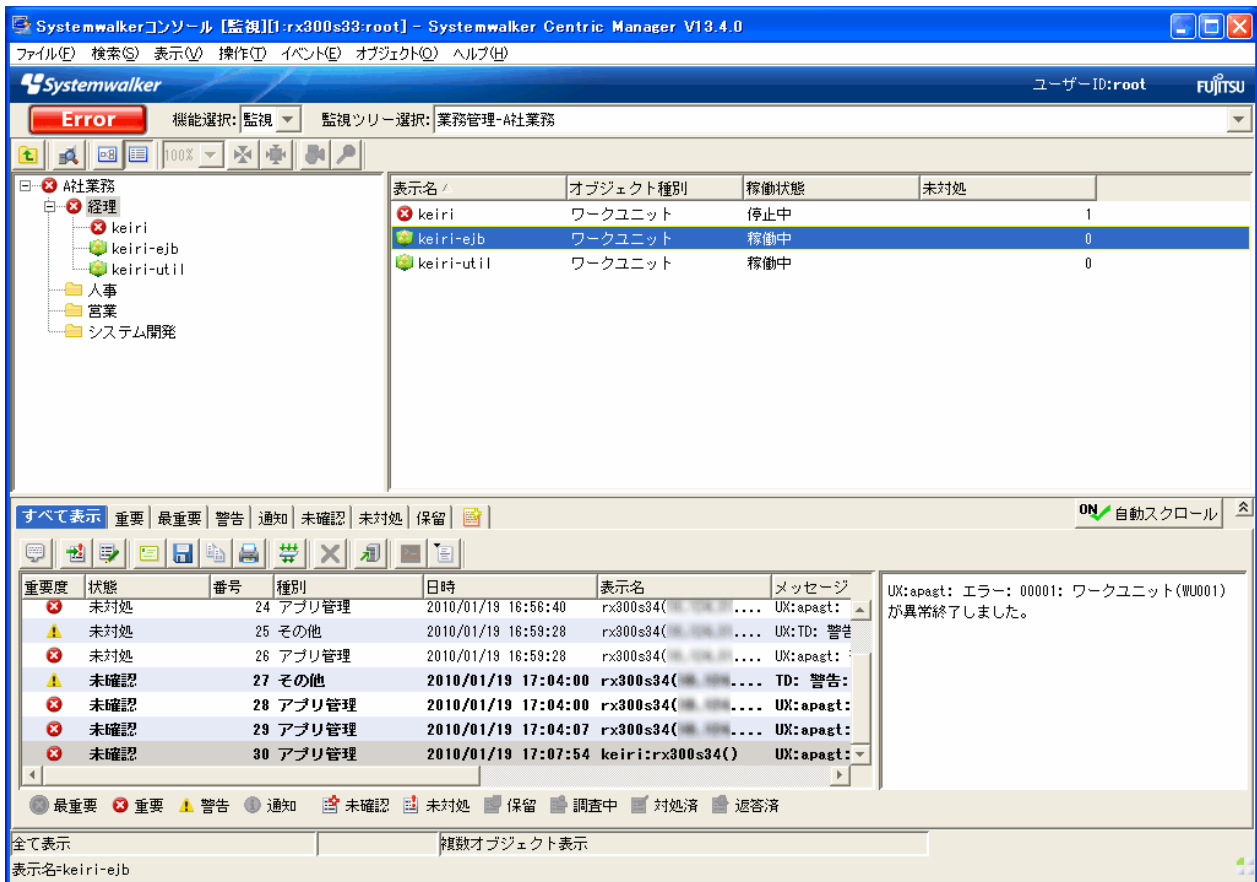 Systemwalkerコンソール [監視][1:rx300s33:root] - Systemwalker Centric Manager V13.4.0
ファイル(F) 検索(S) 表示(V) 操作(T) イベント(E) オブジェクト(O) ヘルプ(H)
Systemwalker ユーザーID:root FUJITSU
Error 機能選択: 監視 監視ツリー選択: 業務管理-A社業務
100%
A社業務
経理
keiri
keiri-ejb
keiri-util
人事
営業
システム開発
表示名 オブジェクト種別 稼働状態 未対処
keiri ワークユニット 停止中 1
keiri-ejb ワークユニット 稼働中 0
keiri-util ワークユニット 稼働中 0
すべて表示 重要 最重要 警告 通知 未確認 未対処 保留 ON 自動スクロール
重要度 状態 番号 種別 日時 表示名 メッセージ
未対処 24 アプリ管理 2010/01/19 16:56:40 rx300s34( .... UX:apagt:
未対処 25 その他 2010/01/19 16:59:28 rx300s34( .... UX:TD: 警告
未対処 26 アプリ管理 2010/01/19 16:59:28 rx300s34( .... UX:apagt:
未確認 27 その他 2010/01/19 17:04:00 rx300s34( .... TD: 警告:
未確認 28 アプリ管理 2010/01/19 17:04:00 rx300s34( .... UX:apagt:
未確認 29 アプリ管理 2010/01/19 17:04:07 rx300s34( .... UX:apagt:
未確認 30 アプリ管理 2010/01/19 17:07:54 keiri:rx300s34() UX:apagt:
UX:apagt: エラー: 00001: ワークユニット(WU001)
が異常終了しました。
最重要 重要 警告 通知 未確認 未対処 保留 調査中 対処済 返答済
全て表示 複数オブジェクト表示
表示名=keiri-ejb